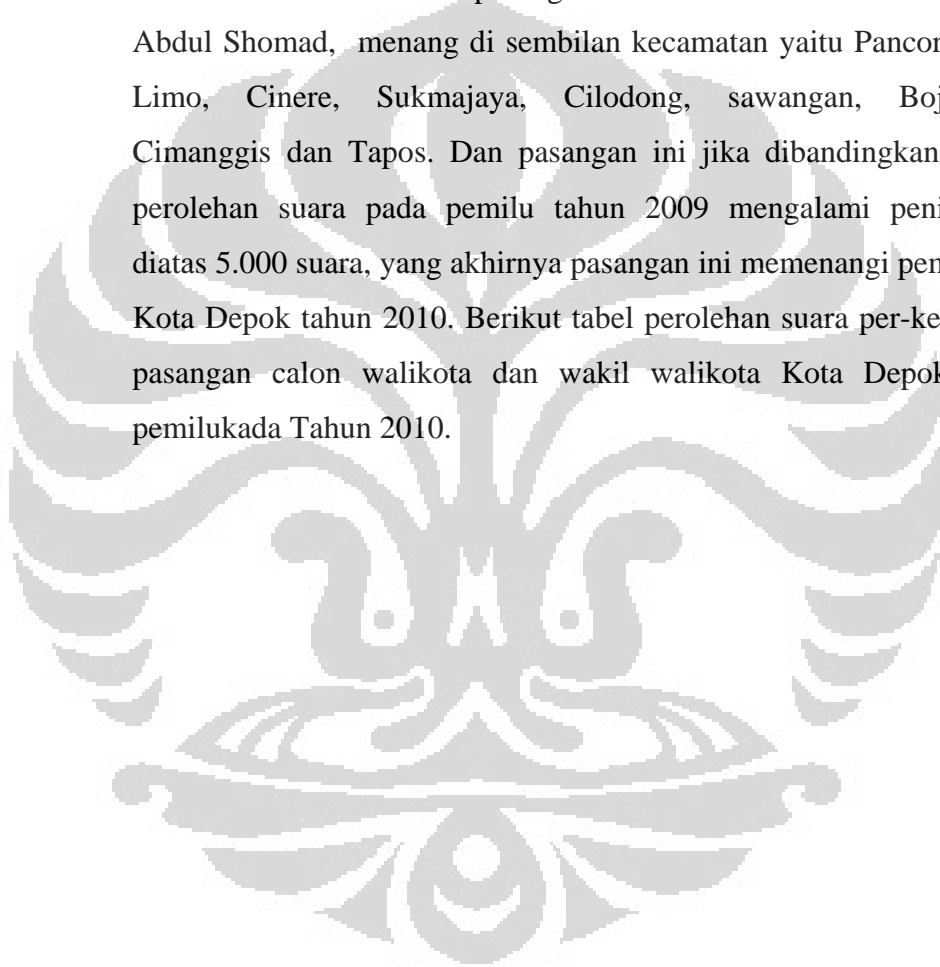 Abdul Shomad, menang di sembilan kecamatan yaitu
Limo, Cinere, Sukmajaya, Cilodong, sawangan,
Cimanggis dan Tapos. Dan pasangan ini jika dibandingkan
perolehan suara pada pemilu tahun 2009 mengalami
diatas 5.000 suara, yang akhirnya pasangan ini memenangi
Kota Depok tahun 2010. Berikut tabel perolehan suara
pasangan calon walikota dan wakil walikota Kota Depok
pemilukada Tahun 2010.